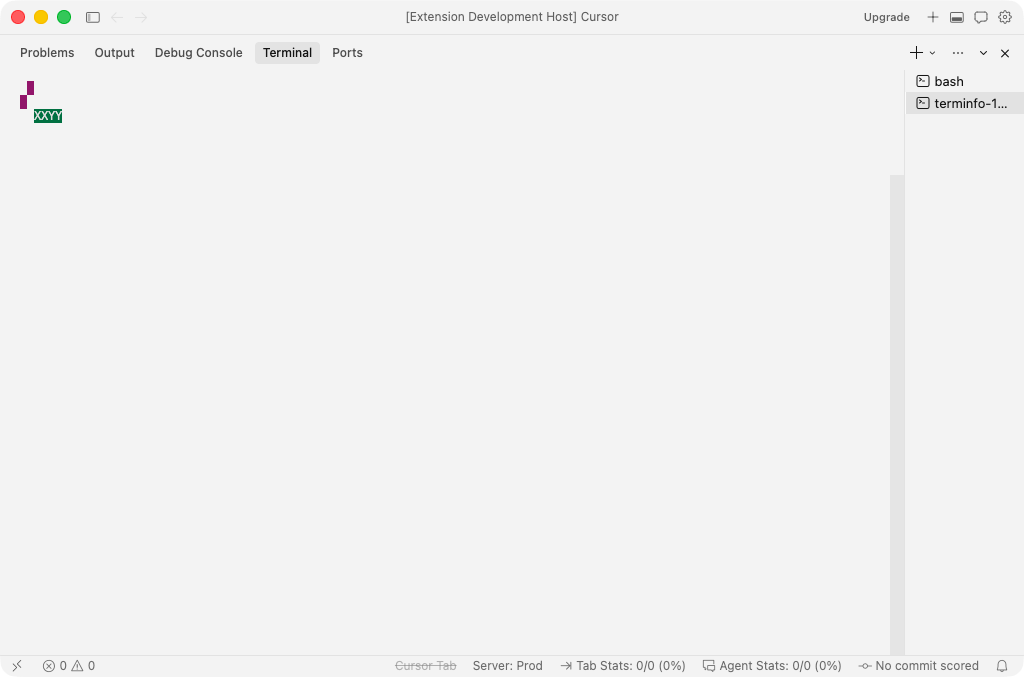 [Extension Development Host] Cursor
Upgrade
Problems Output Debug Console Terminal Ports
bash
terminfo-1...
XXYY
0 0
Cursor Tab Server: Prod Tab Stats: 0/0 (0%) Agent Stats: 0/0 (0%) No commit scored